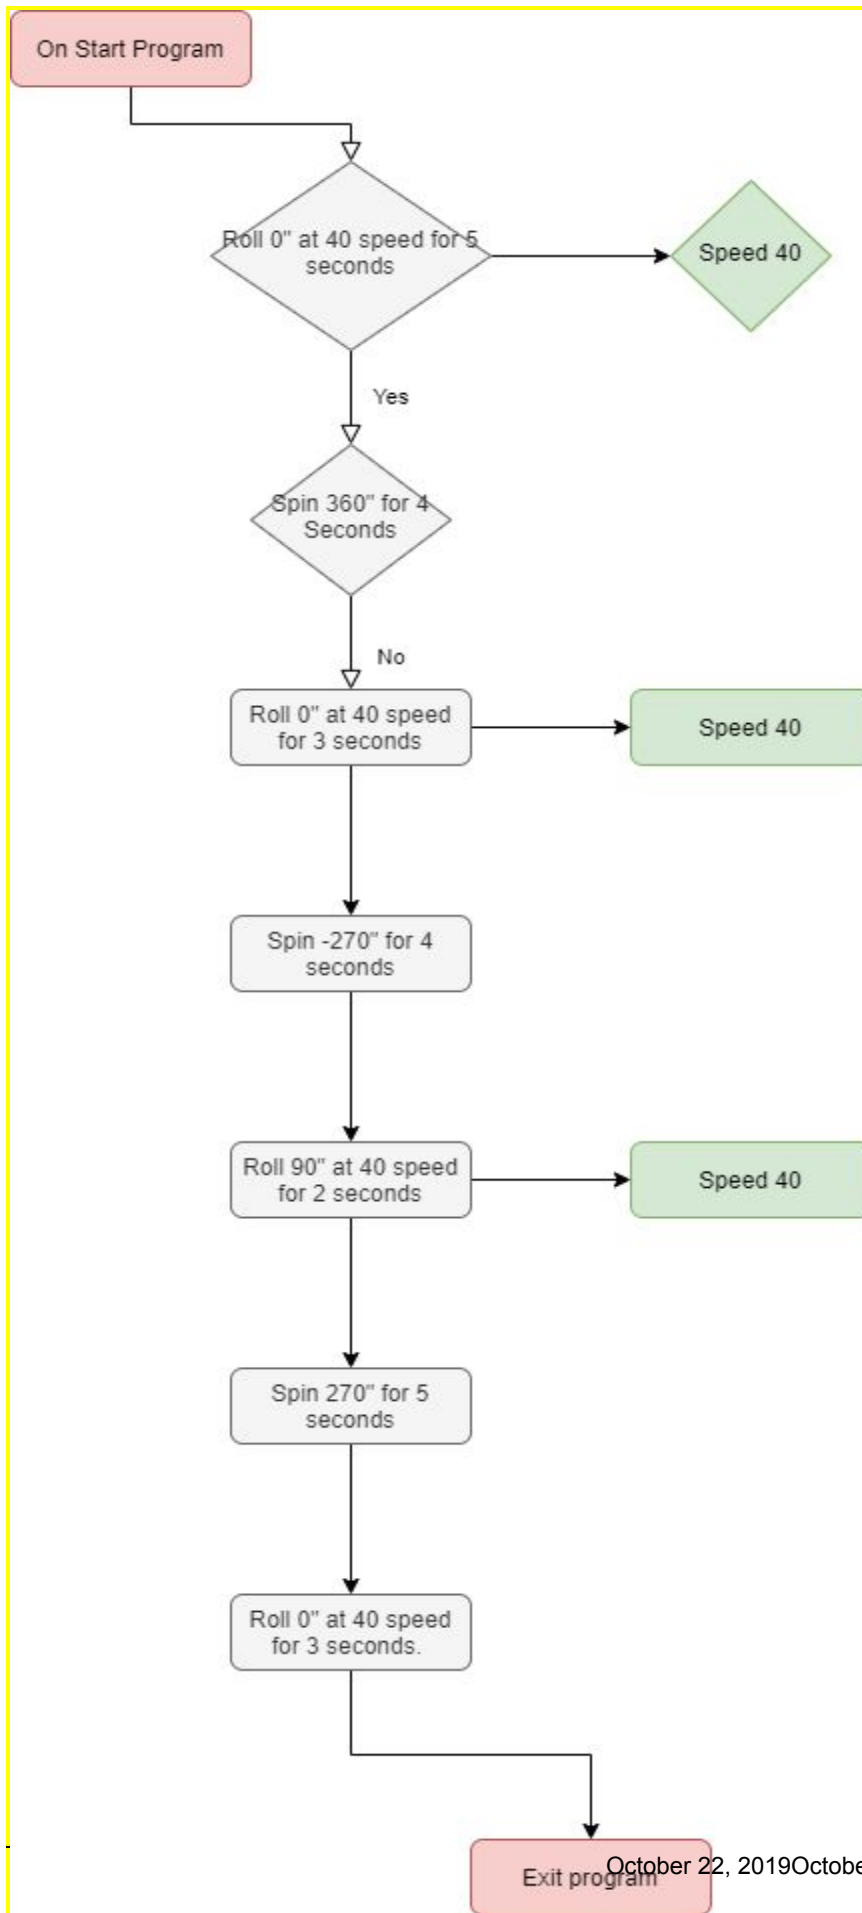 On Start Program
Roll 0" at 40 speed for 5
seconds
Speed 40
Yes
Spin 360" for 4
Seconds
No
Roll 0" at 40 speed
for 3 seconds
Speed 40
Spin -270" for 4
seconds
Roll 90" at 40 speed
for 2 seconds
Speed 40
Spin 270" for 5
seconds
Roll 0" at 40 speed
for 3 seconds.
Exit program
October 22, 2019Octobe